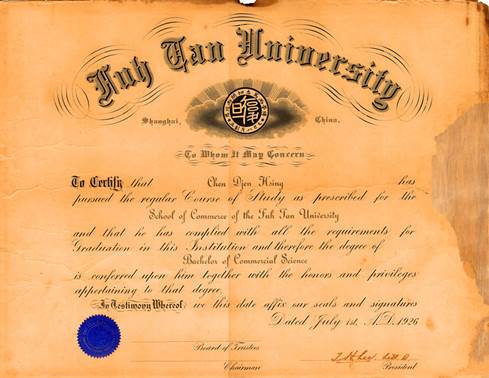 Fuh Tan University
Shanghai, China.
To Whom It May Concern
To Certify that Chen Djen Hsing has
pursued the regular Course of Study as prescribed for the
School of Commerce of the Fuh Tan University
and that he has complied with all the requirements for
Graduation in this Institution and therefore the degree of
Bachelor of Commercial Science
is conferred upon him together with the honors and privileges
appertaining to that degree.
In Testimony Whereof, we this date affix our seals and signatures
Dated July 1st, A.D. 1926
Board of Trustees
Chairman President